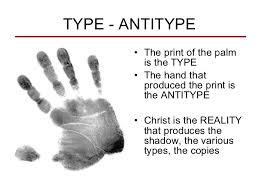 TYPE - ANTITYPE
• The print of the palm
is the TYPE
• The hand that
produced the print is
the ANTITYPE
• Christ is the REALITY
that produces the
shadow, the various
types, the copies